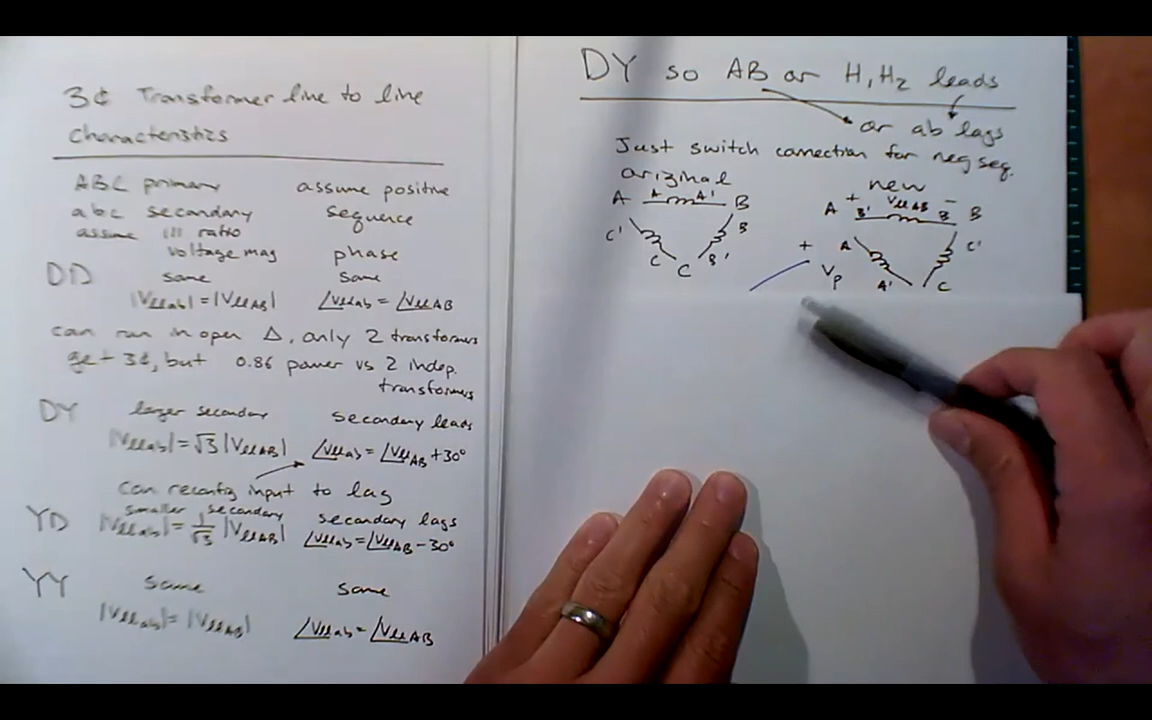 3¢ Transformer line to line
Characteristics
ABC primary assume positive
abc secondary sequence
assume 1:1 ratio
voltage mag phase
DD same same
|Vllab| = |VllAB| ∠Vllab = ∠VllAB
can run in open Δ, only 2 transformers
get 3¢, but 0.86 power vs 2 indep.
transformers
DY larger secondary secondary leads
|Vllab| = √3 |VllAB| ∠Vllab = ∠VllAB + 30°
can reconfig input to lag
YD smaller secondary secondary lags
|Vllab| = 1/√3 |VllAB| ∠Vllab = ∠VllAB - 30°
YY same same
|Vllab| = |VllAB| ∠Vllab = ∠VllAB
DY so AB or H1H2 leads
or ab lags
Just switch connection for neg seq.
original new
A A A' B
C' B
C C B'
A + B' VllAB B - B
A C'
+ Vp A' C